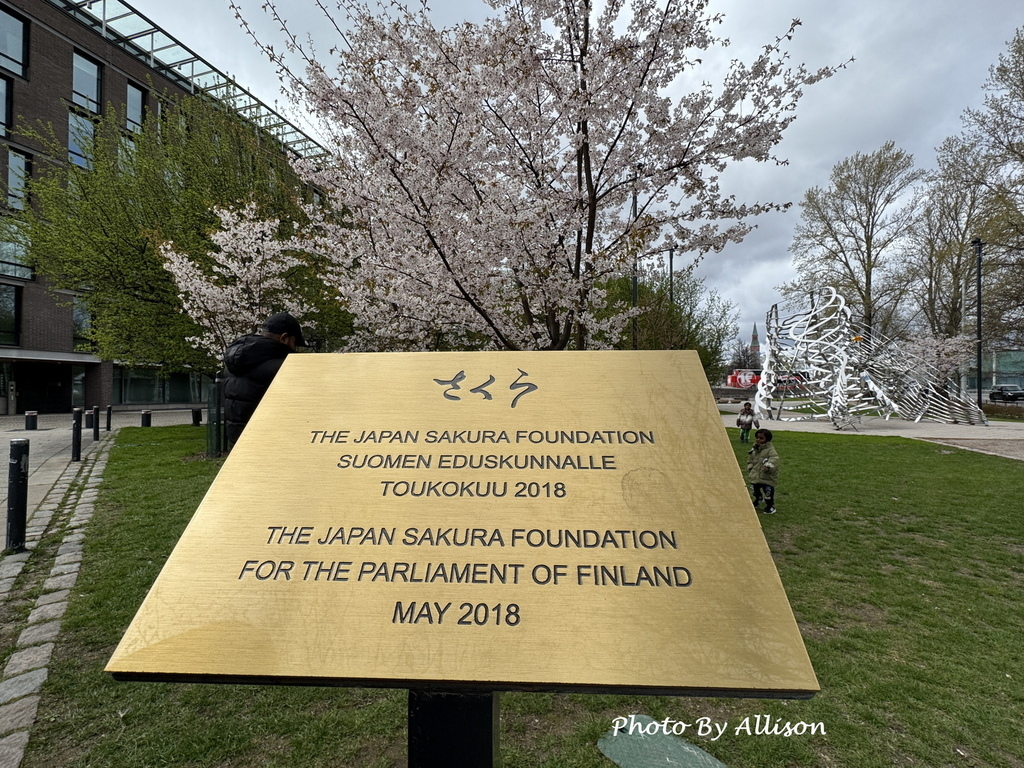 さくら
THE JAPAN SAKURA FOUNDATION
SUOMEN EDUSKUNNALLE
TOUKOKUU 2018
THE JAPAN SAKURA FOUNDATION
FOR THE PARLIAMENT OF FINLAND
MAY 2018
Photo By Allison